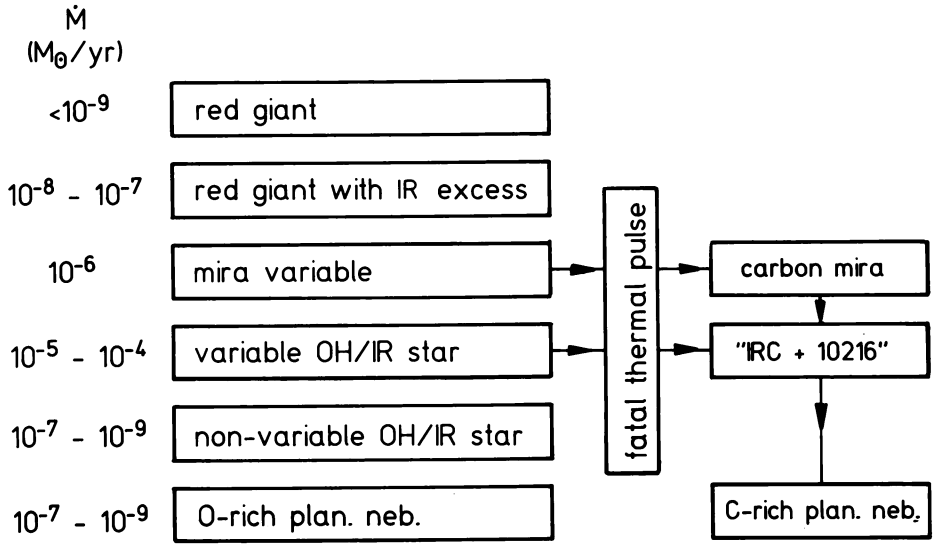 Ṁ
(M⊙/yr)
<10⁻⁹ red giant
10⁻⁸ - 10⁻⁷ red giant with IR excess
10⁻⁶ mira variable
10⁻⁵ - 10⁻⁴ variable OH/IR star
10⁻⁷ - 10⁻⁹ non-variable OH/IR star
10⁻⁷ - 10⁻⁹ O-rich plan. neb.
fatal thermal pulse
carbon mira
"IRC + 10216"
C-rich plan. neb.